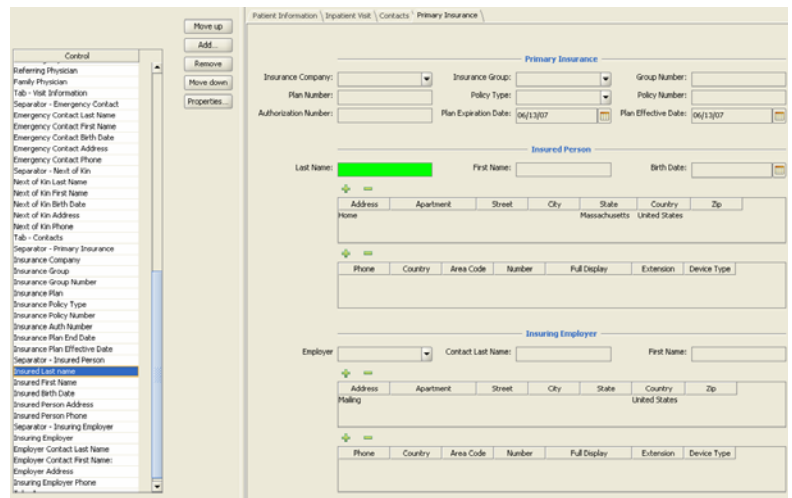 Patient Information \ Inpatient Visit \ Contacts \ Primary Insurance \
Move up
Add...
Remove
Move down
Properties...
Control
Referring Physician
Family Physician
Tab - Visit Information
Separator - Emergency Contact
Emergency Contact Last Name
Emergency Contact First Name
Emergency Contact Birth Date
Emergency Contact Address
Emergency Contact Phone
Separator - Next of Kin
Next of Kin Last Name
Next of Kin First Name
Next of Kin Birth Date
Next of Kin Address
Next of Kin Phone
Tab - Contacts
Separator - Primary Insurance
Insurance Company
Insurance Group
Insurance Group Number
Insurance Plan
Insurance Policy Type
Insurance Policy Number
Insurance Auth Number
Insurance Plan End Date
Insurance Plan Effective Date
Separator - Insured Person
Insured Last name
Insured First Name
Insured Birth Date
Insured Person Address
Insured Person Phone
Separator - Insuring Employer
Insuring Employer
Employer Contact Last Name
Employer Contact First Name:
Employer Address
Insuring Employer Phone
Primary Insurance
Insurance Company: Insurance Group: Group Number:
Plan Number: Policy Type: Policy Number:
Authorization Number: Plan Expiration Date: 06/13/07 Plan Effective Date: 06/13/07
Insured Person
Last Name: First Name: Birth Date:
Address Apartment Street City State Country Zip
Home Massachusetts United States
Phone Country Area Code Number Full Display Extension Device Type
Insuring Employer
Employer Contact Last Name: First Name:
Address Apartment Street City State Country Zip
Mailing United States
Phone Country Area Code Number Full Display Extension Device Type